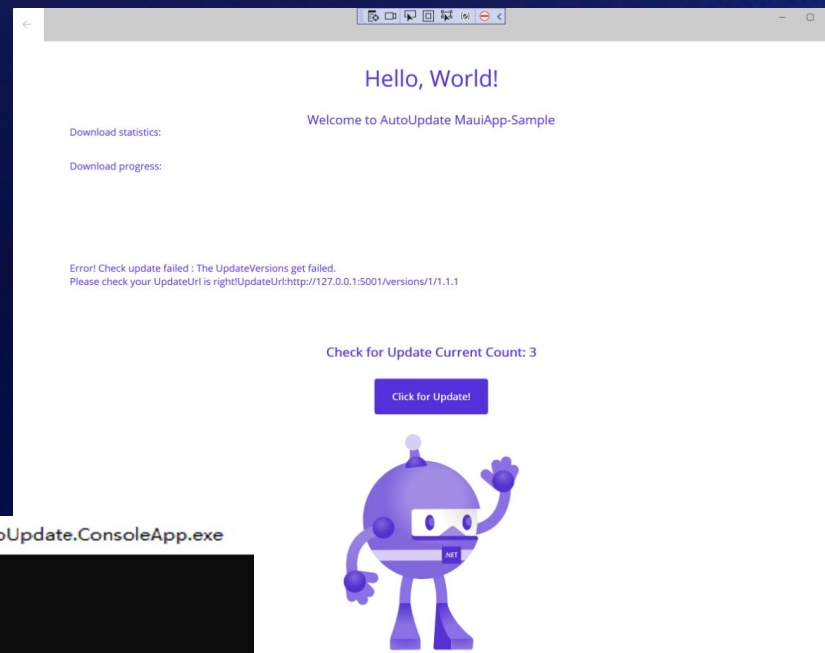 Hello, World!
Welcome to AutoUpdate MauiApp-Sample
Download statistics:
Download progress:
Error! Check update failed : The UpdateVersions get failed.
Please check your UpdateUrl is right!UpdateUrl:http://127.0.0.1:5001/versions/1/1.1.1
Check for Update Current Count: 3
Click for Update!
.NET
oUpdate.ConsoleApp.exe